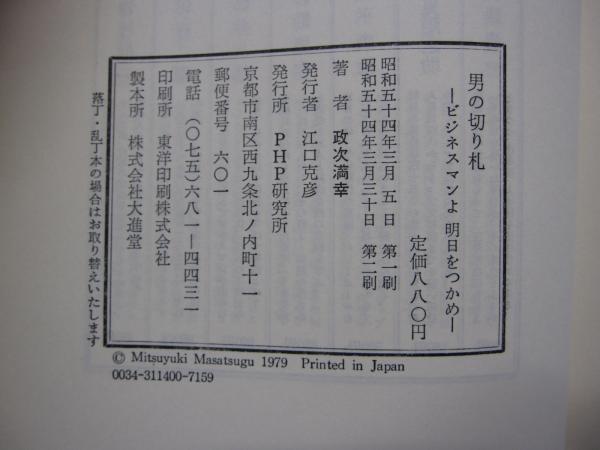 男の切り札
―ビジネスマンよ 明日をつかめ―
定価八八〇円
昭和五十四年三月 五 日 第一刷
昭和五十四年三月三十日 第二刷
著 者 政次満幸
発行者 江口克彦
発行所 PHP研究所
京都市南区西九条北ノ内町十一
郵便番号 六〇一
電話 (〇七五)六八一―四四三一
印刷所 東洋印刷株式会社
製本所 株式会社大進堂
落丁・乱丁本の場合はお取り替えいたします
© Mitsuyuki Masatsugu 1979 Printed in Japan
0034-311400-7159